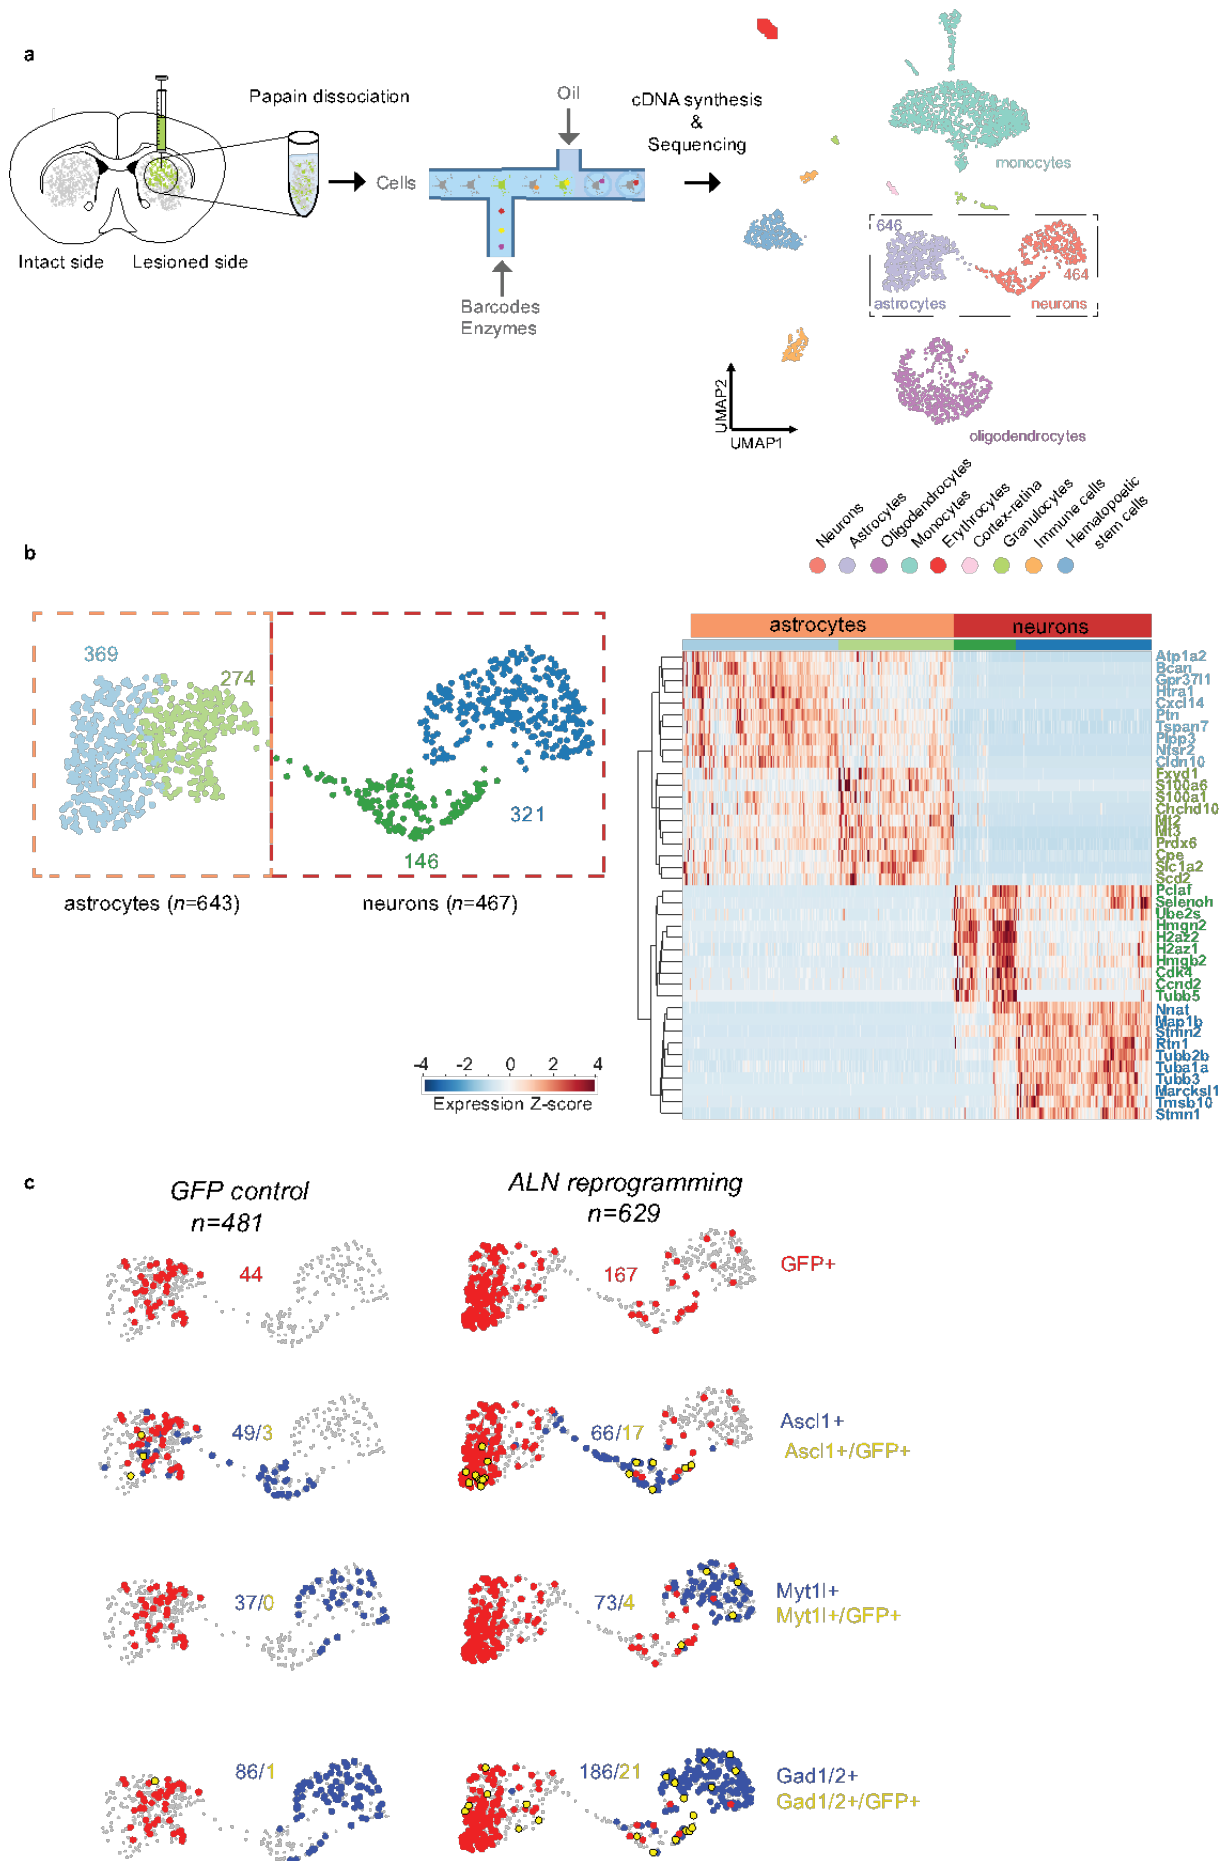 a
Papain dissociation
Oil
cDNA synthesis
&
Sequencing
Cells
Intact side
Lesioned side
Barcodes
Enzymes
monocytes
646
464
astrocytes
neurons
oligodendrocytes
UMAP2
UMAP1
Neurons
Astrocytes
Oligodendrocytes
Monocytes
Erythrocytes
Cortex-retina
Granulocytes
Immune cells
Hematopoetic
stem cells
b
369
274
321
146
astrocytes (n=643)
neurons (n=467)
-4 -2 0 2 4
Expression Z-score
astrocytes
neurons
Atp1a2
Bcan
Gpr37l1
Htra1
Cxcl14
Ptn
Tspan7
Plpp3
Ntsr2
Cldn10
Fxyd1
S100a6
S100a1
Chchd10
Mt2
Mt3
Prdx6
Cpe
Slc1a2
Scd2
Pclaf
Selenoh
Ube2s
Hmgn2
H2az2
H2az1
Hmgb2
Cdk4
Ccnd2
Tubb5
Nnat
Map1b
Stmn2
Rtn1
Tubb2b
Tuba1a
Tubb3
Marcksl1
Tmsb10
Stmn1
c
GFP control
n=481
ALN reprogramming
n=629
44
167
GFP+
49/3
66/17
Ascl1+
Ascl1+/GFP+
37/0
73/4
Myt1l+
Myt1l+/GFP+
86/1
186/21
Gad1/2+
Gad1/2+/GFP+